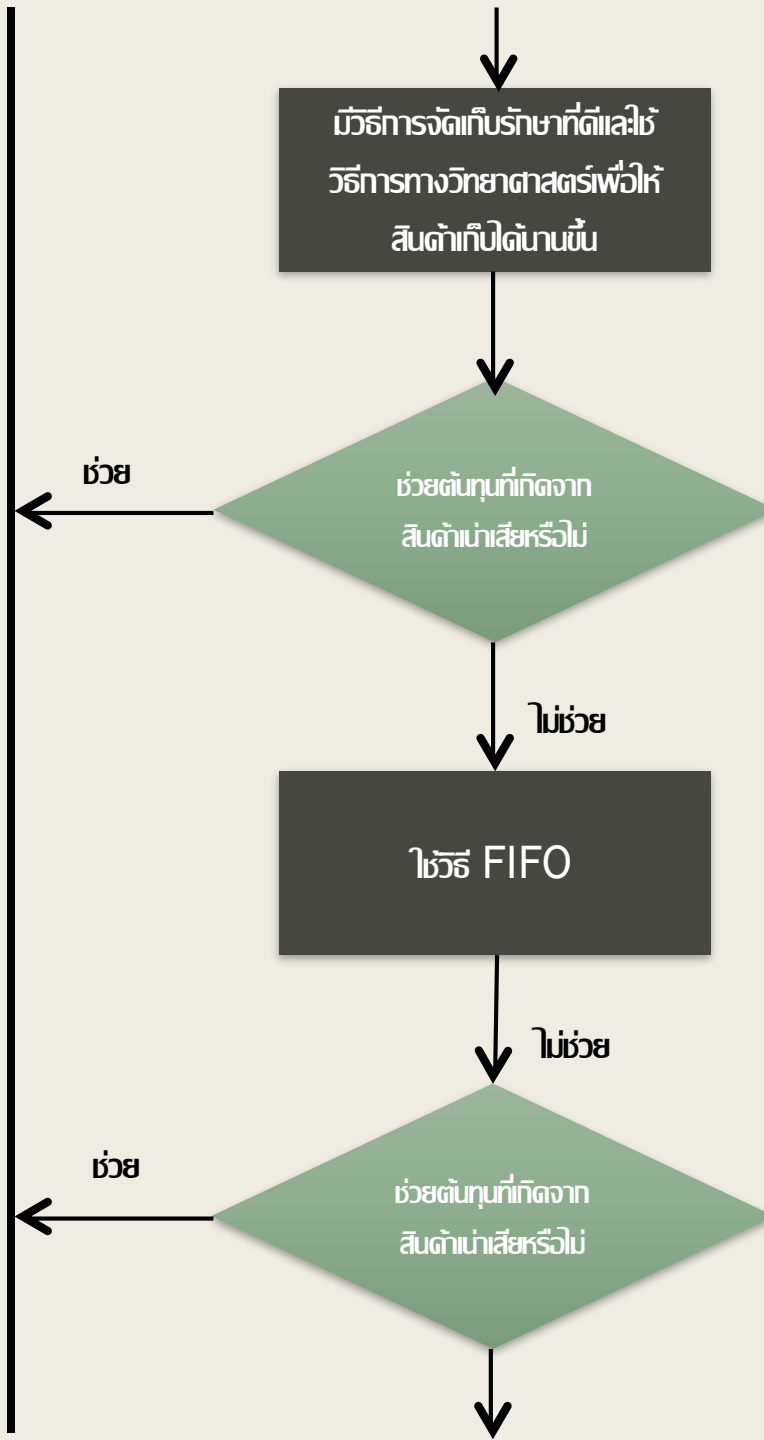 มีวิธีการจัดเก็บรักษาที่ดีและใช้
วิธีการทางวิทยาศาสตร์เพื่อให้
สินค้าเก็บได้นานขึ้น
ช่วย
ช่วยต้นทุนที่เกิดจาก
สินค้าเน่าเสียหรือไม่
ไม่ช่วย
ใช้วิธี FIFO
ไม่ช่วย
ช่วย
ช่วยต้นทุนที่เกิดจาก
สินค้าเน่าเสียหรือไม่